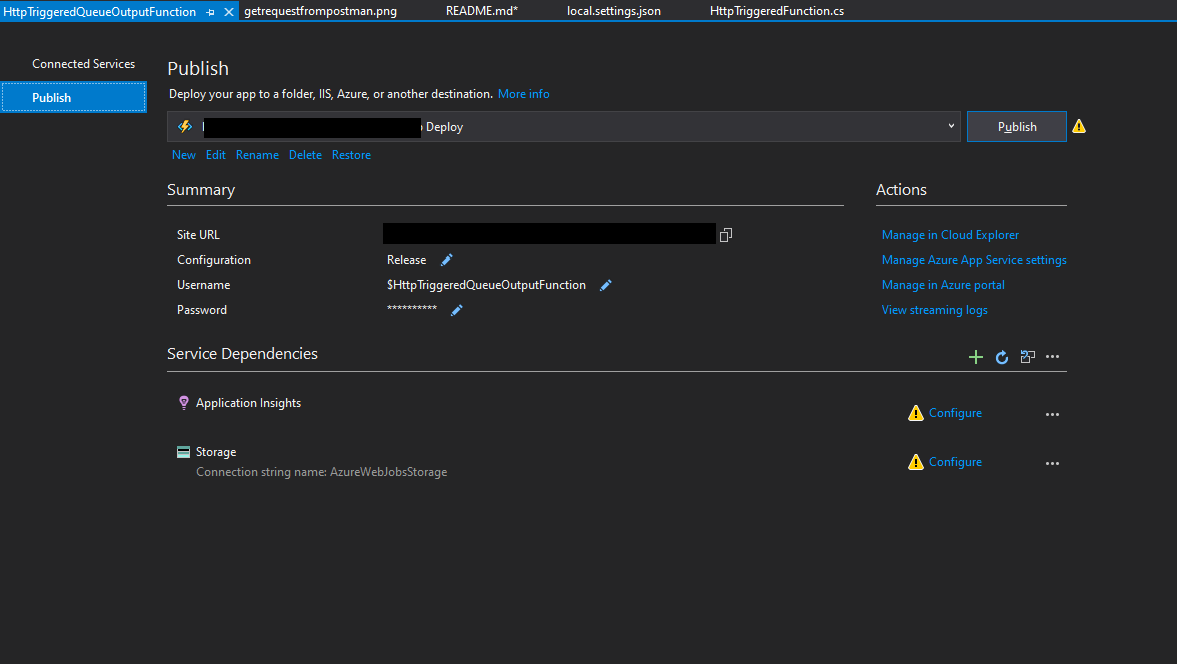 HttpTriggeredQueueOutputFunction
getrequestfrompostman.png
README.md*
local.settings.json
HttpTriggeredFunction.cs
Connected Services
Publish
Publish
Deploy your app to a folder, IIS, Azure, or another destination. More info
Deploy
Publish
New Edit Rename Delete Restore
Summary
Site URL
Configuration Release
Username $HttpTriggeredQueueOutputFunction
Password **********
Actions
Manage in Cloud Explorer
Manage Azure App Service settings
Manage in Azure portal
View streaming logs
Service Dependencies
Application Insights
Configure
Storage
Connection string name: AzureWebJobsStorage
Configure